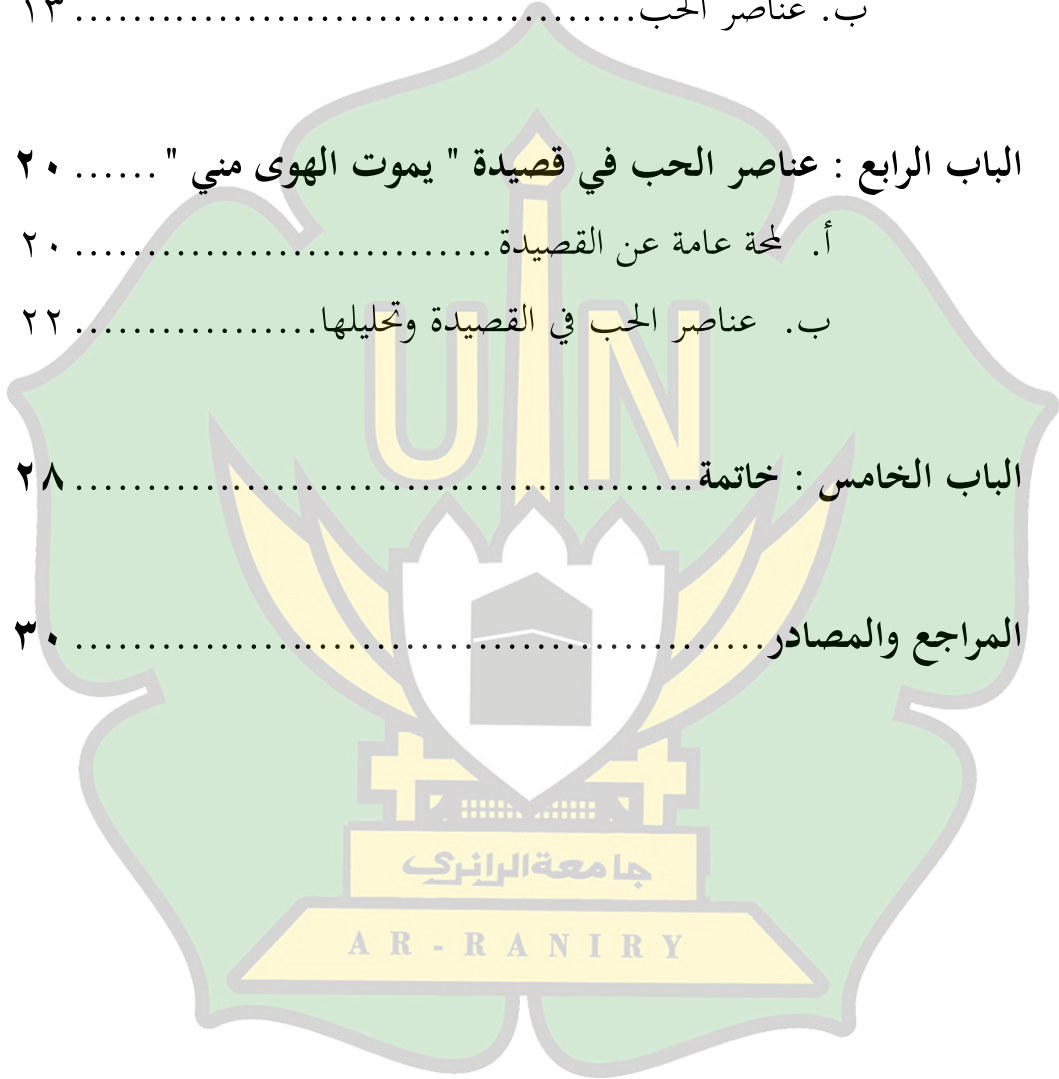 ب. عناصر الحب...................................... ١٣
الباب الرابع : عناصر الحب في قصيدة " يموت الهوى مني "...... ٢٠
أ. لمحة عامة عن القصيدة............................. ٢٠
ب. عناصر الحب في القصيدة وتحليلها................. ٢٢
الباب الخامس : خاتمة........................................... ٢٨
المراجع والمصادر................................................ ٣٠
UIN
جامعة الرانري
AR-RANIRY